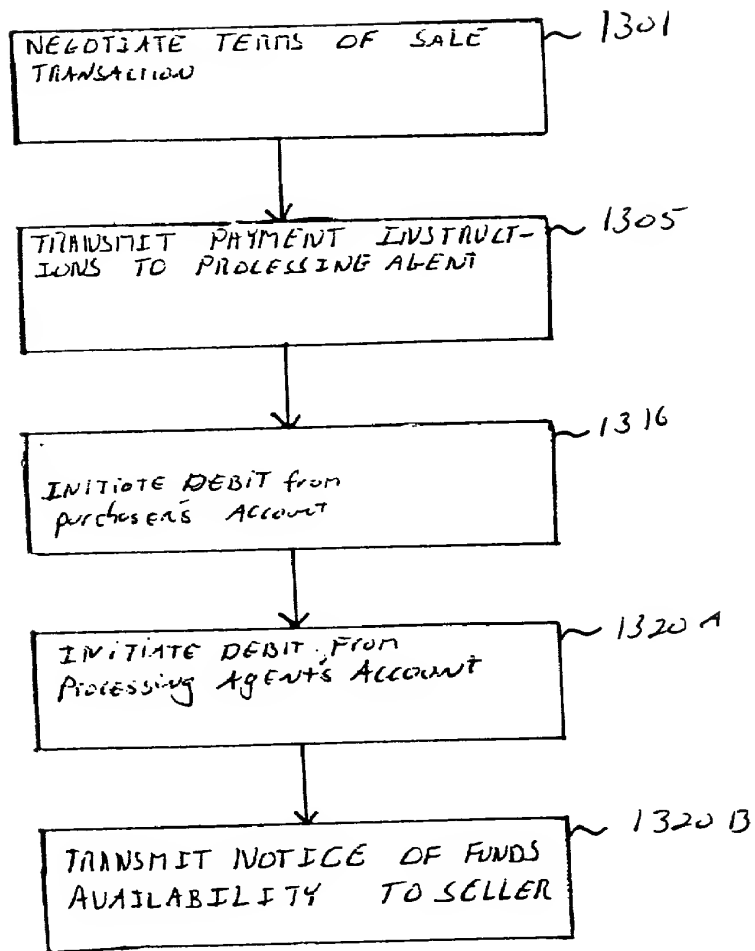 NEGOTIATE TERMS OF SALE
TRANSACTION
1301
TRANSMIT PAYMENT INSTRUCT-
IONS TO PROCESSING AGENT
1305
INITIATE DEBIT from
purchaser's Account
1316
INITIATE DEBIT From
Processing Agent's Account
1320 A
TRANSMIT NOTICE OF FUNDS
AVAILABILITY TO SELLER
1320 B